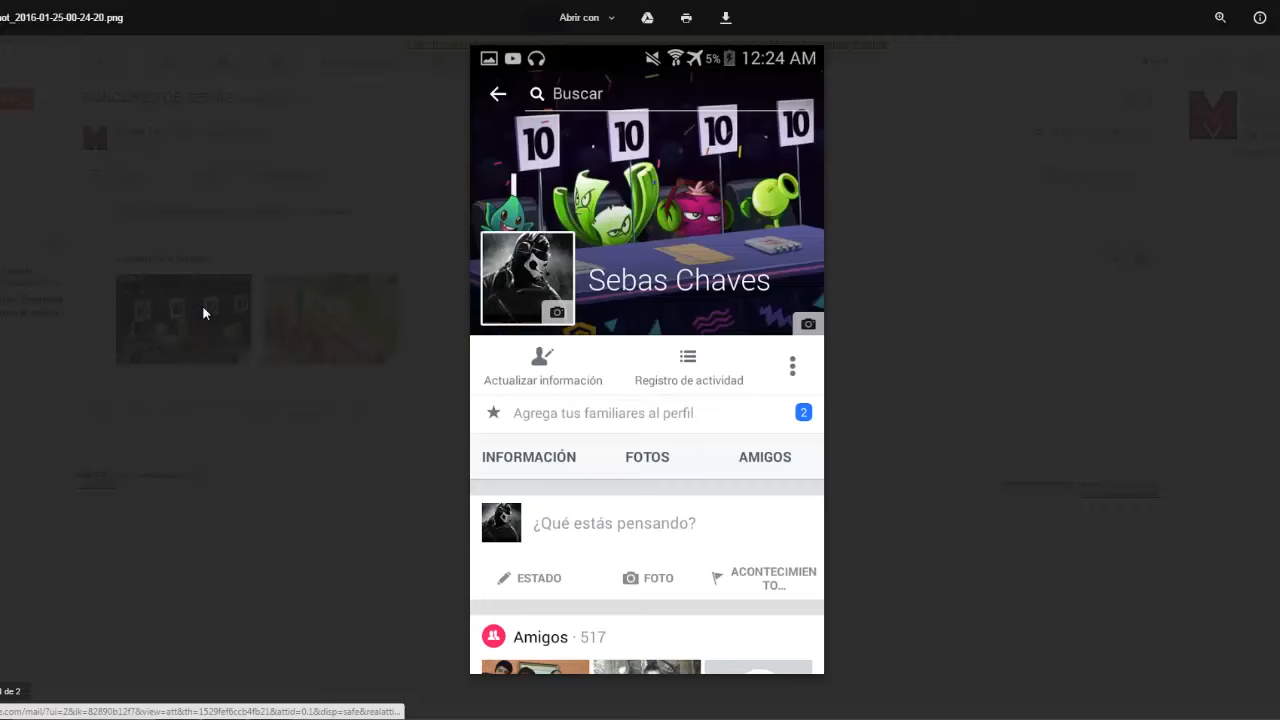 ot_2016-01-25-00-24-20.png
Abrir con
5% 12:24 AM
Buscar
10 10 10 10
Sebas Chaves
Actualizar información
Registro de actividad
Agrega tus familiares al perfil
2
INFORMACIÓN
FOTOS
AMIGOS
¿Qué estás pensando?
ESTADO
FOTO
ACONTECIMIEN
TO...
Amigos · 517
de 2